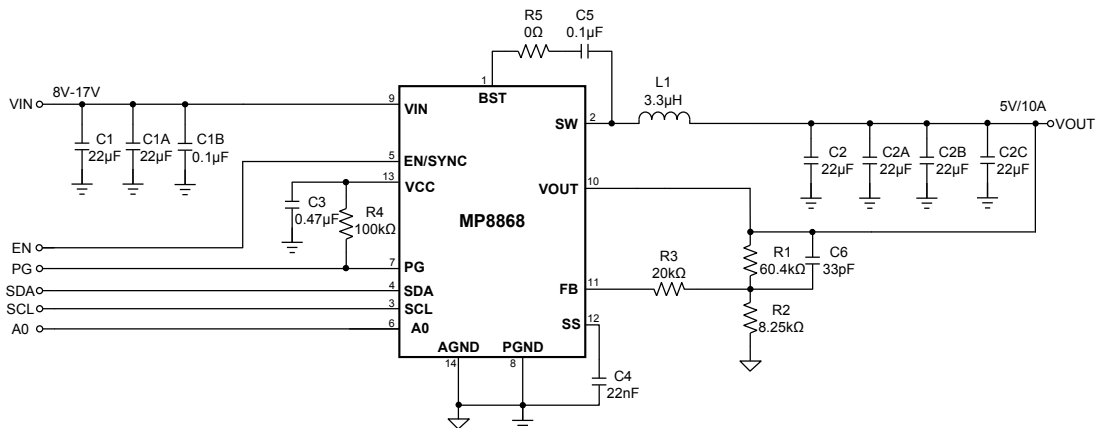 R5
0Ω
C5
0.1µF
1
BST
L1
3.3µH
8V-17V
VIN
9
VIN
SW
2
5V/10A
VOUT
C1
22µF
C1A
22µF
C1B
0.1µF
C2
22µF
C2A
22µF
C2B
22µF
C2C
22µF
5
EN/SYNC
13
VCC
VOUT
10
C3
0.47µF
R4
100kΩ
MP8868
EN
PG
7
PG
R3
20kΩ
R1
60.4kΩ
C6
33pF
SDA
4
SDA
FB
11
SCL
3
SCL
R2
8.25kΩ
A0
6
A0
SS
12
AGND
PGND
14
8
C4
22nF